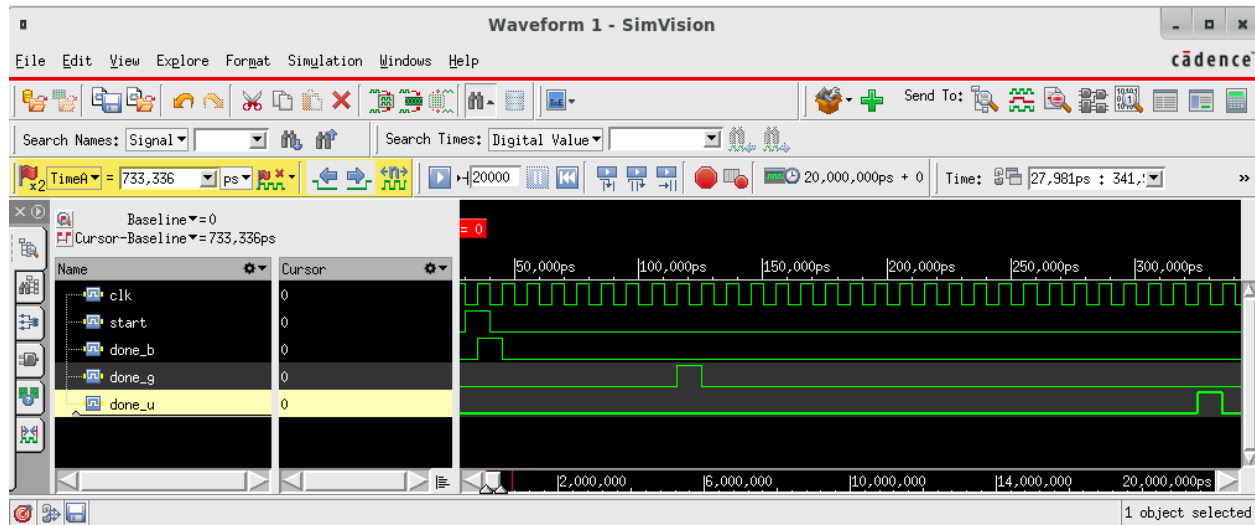 Waveform 1 - SimVision
File Edit View Explore Format Simulation Windows Help cādence
Send To:
Search Names: Signal Search Times: Digital Value
x2 TimeA = 733,336 ps 20000 20,000,000ps + 0 Time: 27,981ps : 341, »
Baseline=0
Cursor-Baseline=733,336ps
= 0
Name Cursor 50,000ps 100,000ps 150,000ps 200,000ps 250,000ps 300,000ps
clk 0
start 0
done_b 0
done_g 0
done_u 0
2,000,000 6,000,000 10,000,000 14,000,000 20,000,000ps
1 object selected